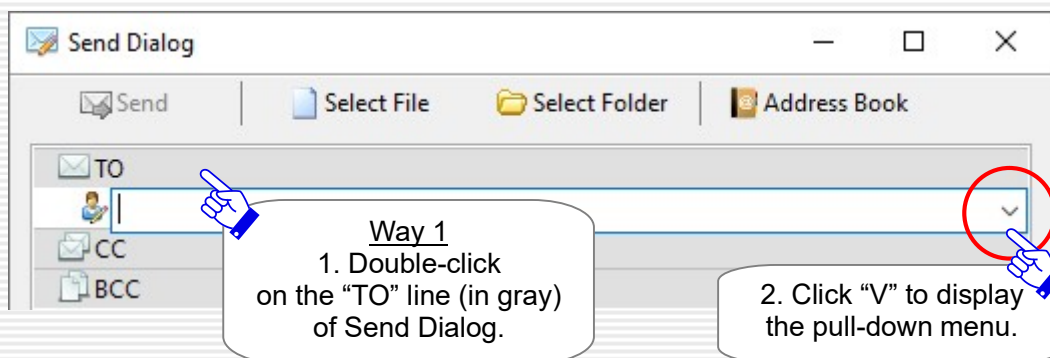 Send Dialog
Send Select File Select Folder Address Book
TO
CC
BCC
Way 1
1. Double-click
on the “TO” line (in gray)
of Send Dialog.
2. Click “V” to display
the pull-down menu.